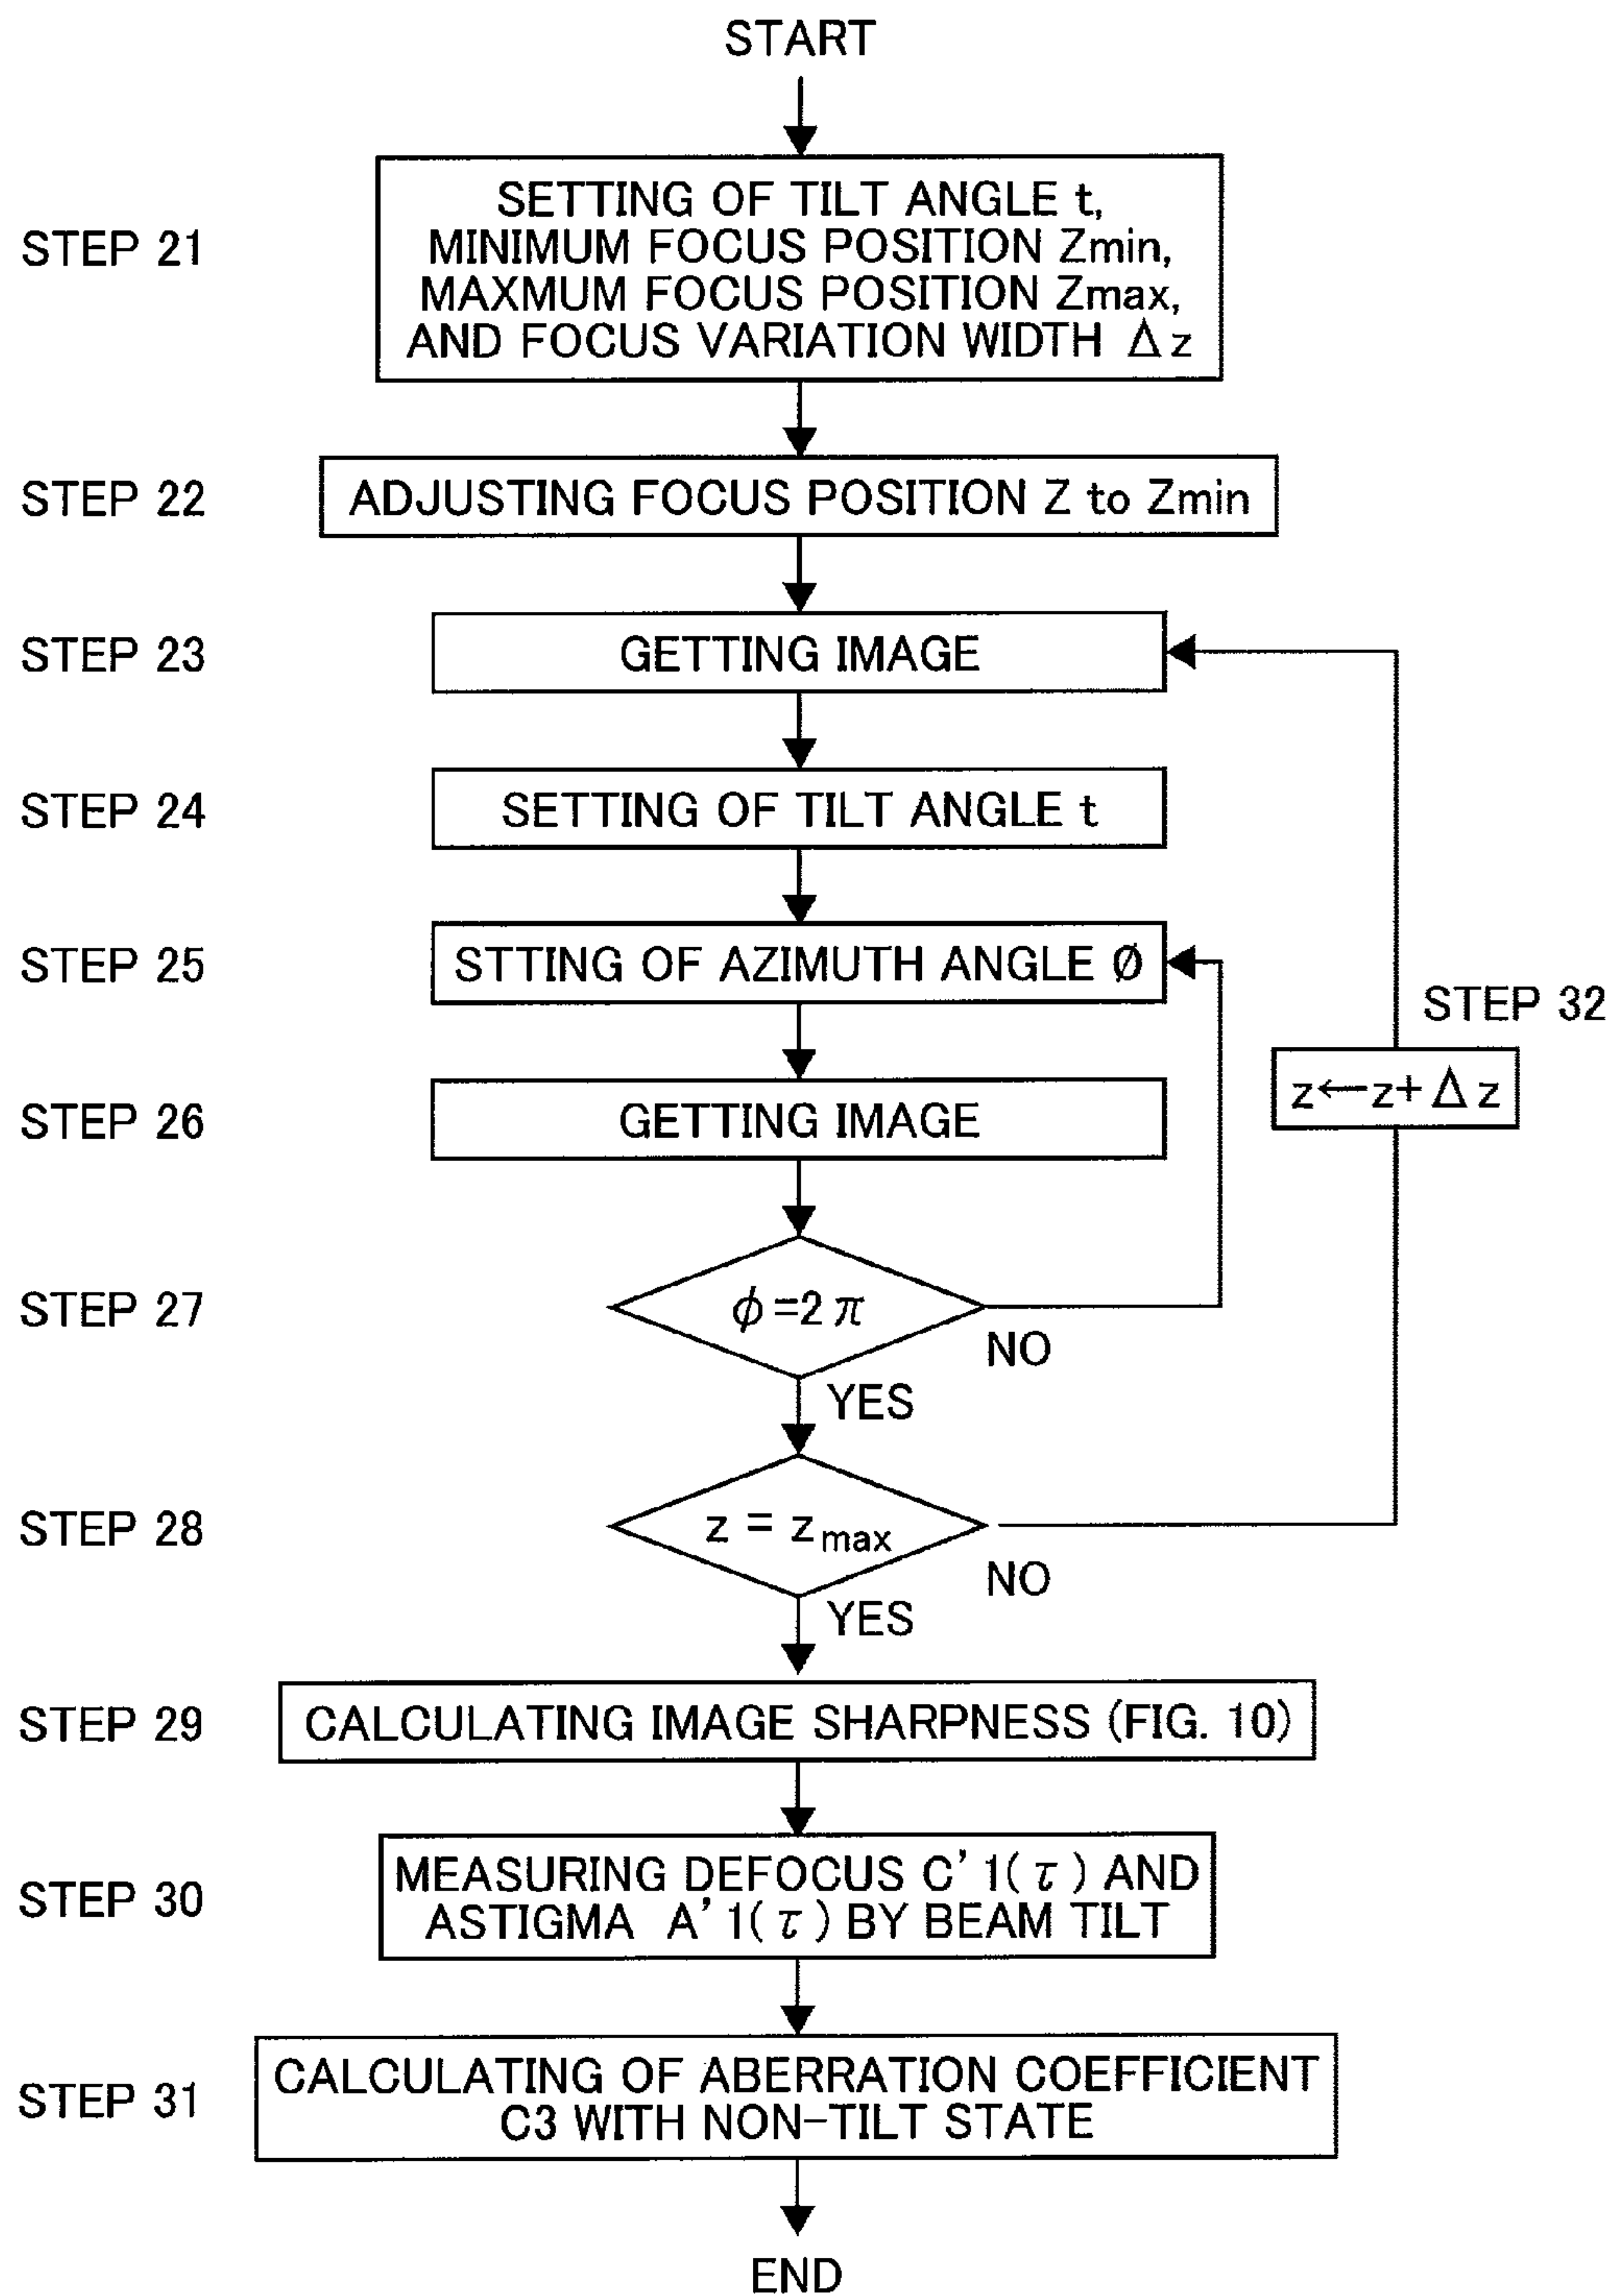 START
STEP 21
SETTING OF TILT ANGLE t,
MINIMUM FOCUS POSITION Zmin,
MAXMUM FOCUS POSITION Zmax,
AND FOCUS VARIATION WIDTH Δz
STEP 22
ADJUSTING FOCUS POSITION Z to Zmin
STEP 23
GETTING IMAGE
STEP 24
SETTING OF TILT ANGLE t
STEP 25
STTING OF AZIMUTH ANGLE Ø
STEP 32
z←z+Δz
STEP 26
GETTING IMAGE
STEP 27
ϕ=2π
NO
YES
STEP 28
z = zmax
NO
YES
STEP 29
CALCULATING IMAGE SHARPNESS (FIG. 10)
STEP 30
MEASURING DEFOCUS C'1(τ) AND
ASTIGMA A'1(τ) BY BEAM TILT
STEP 31
CALCULATING OF ABERRATION COEFFICIENT
C3 WITH NON-TILT STATE
END